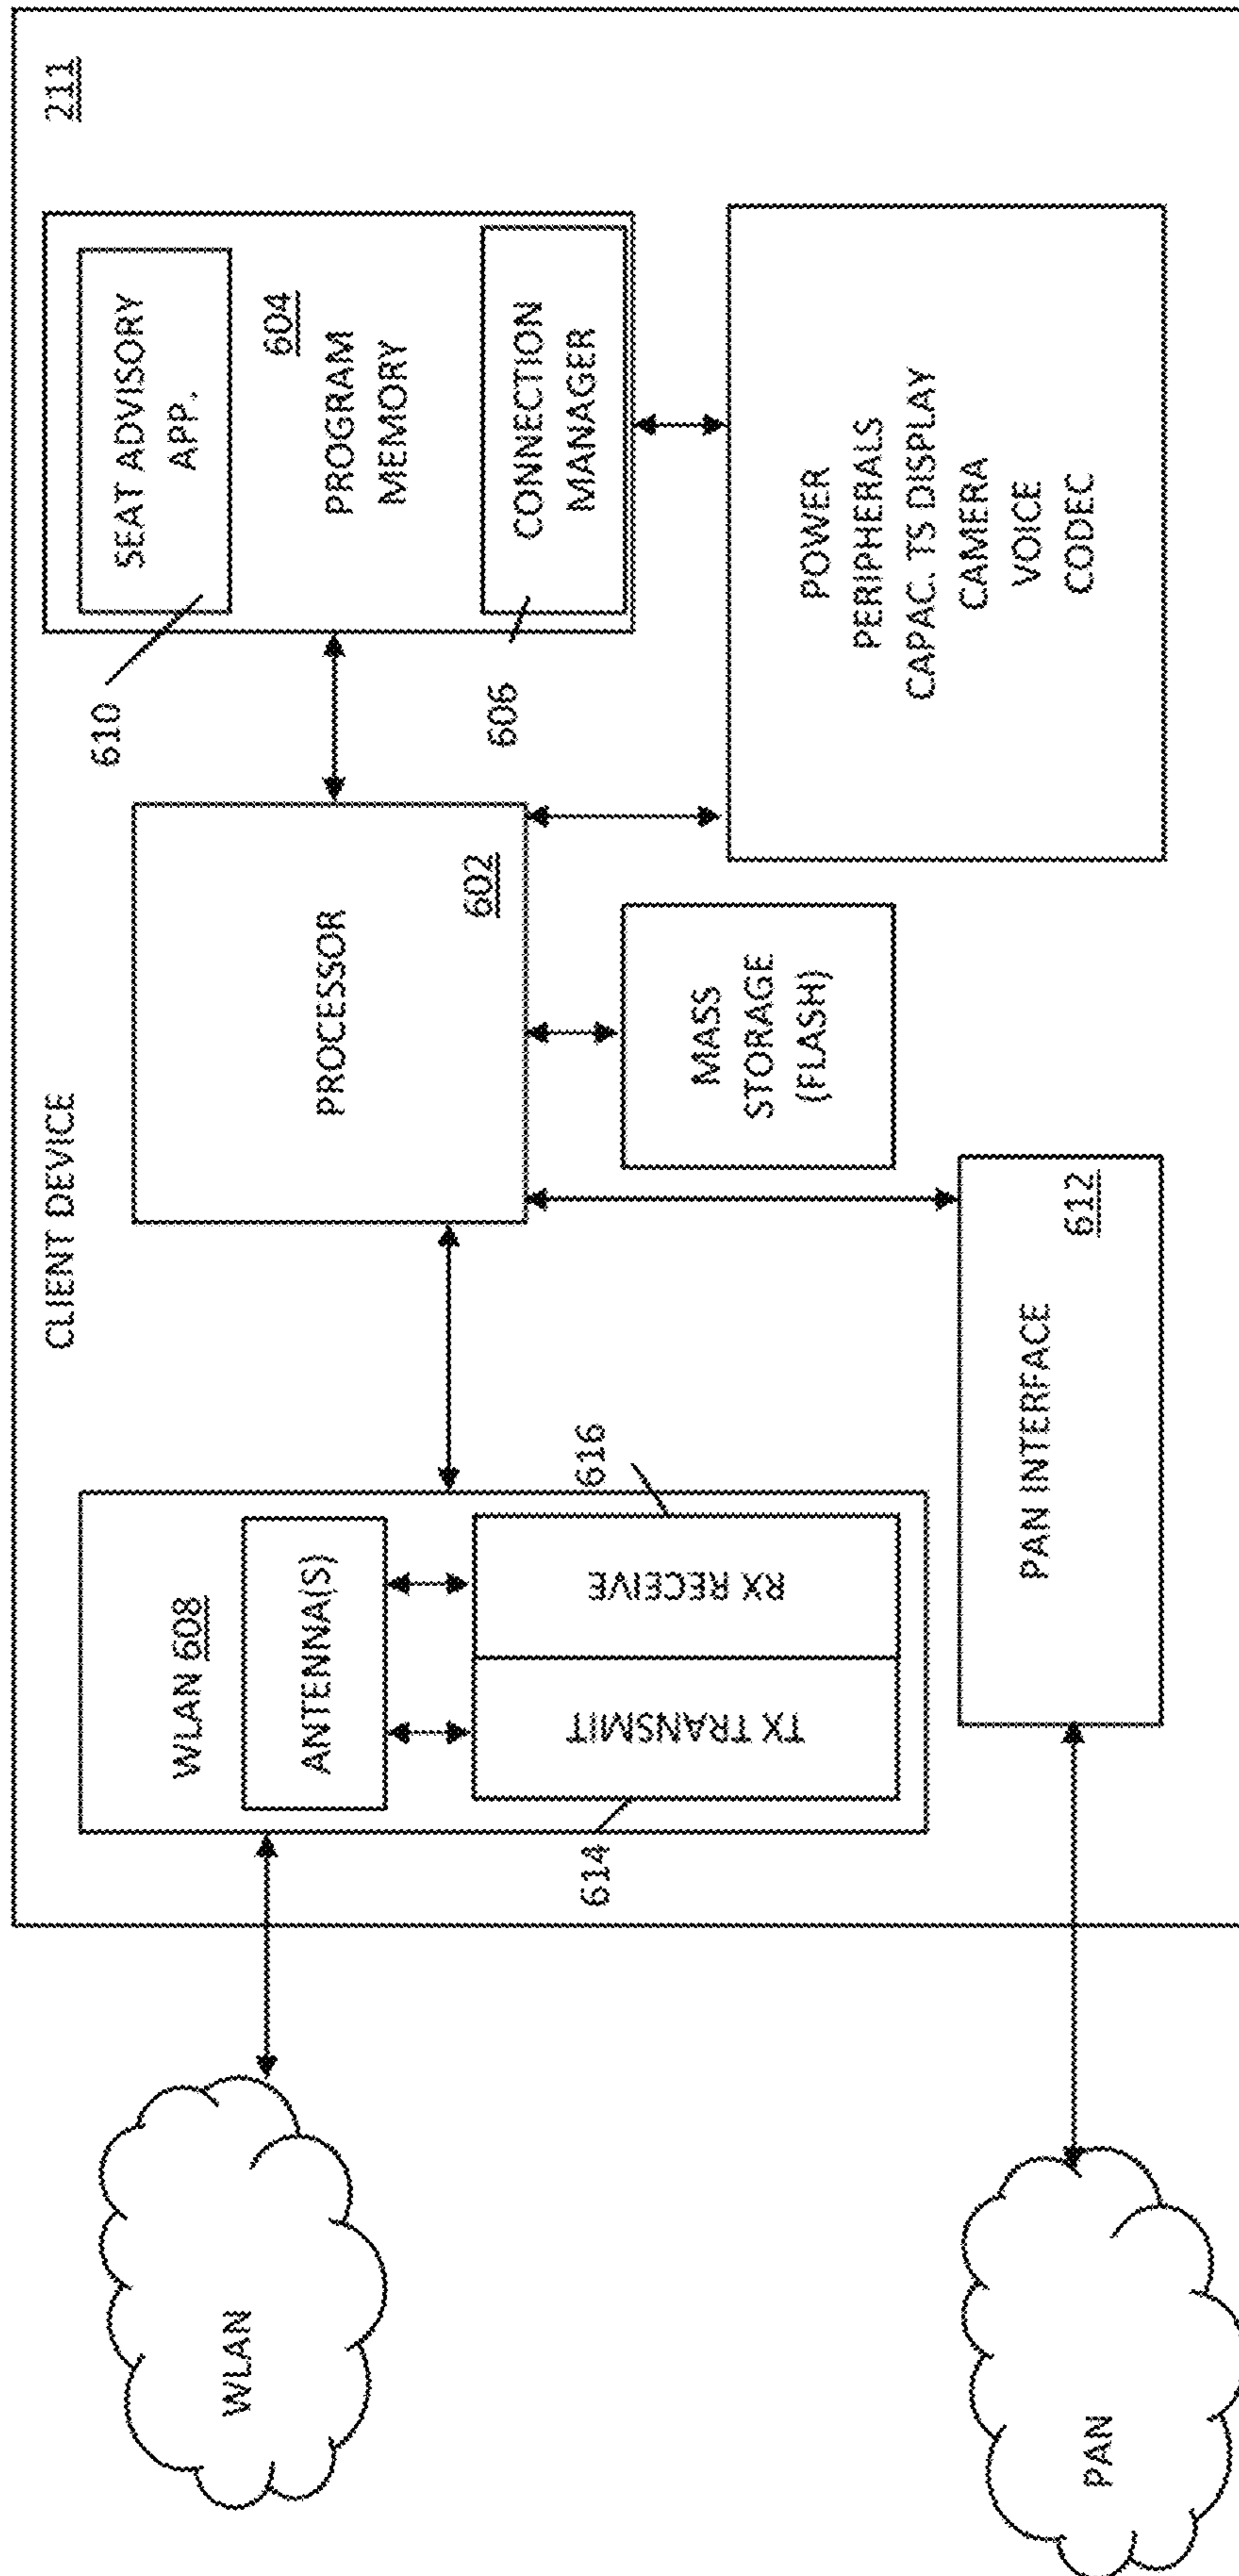 CLIENT DEVICE
211
WLAN 608
ANTENNA(S)
TX TRANSMIT
RX RECEIVE
614
616
PROCESSOR
602
610
SEAT ADVISORY
APP.
604
PROGRAM
MEMORY
606
CONNECTION
MANAGER
MASS
STORAGE
(FLASH)
POWER
PERIPHERALS
CAPAC. TS DISPLAY
CAMERA
VOICE
CODEC
PAN INTERFACE
612
WLAN
PAN